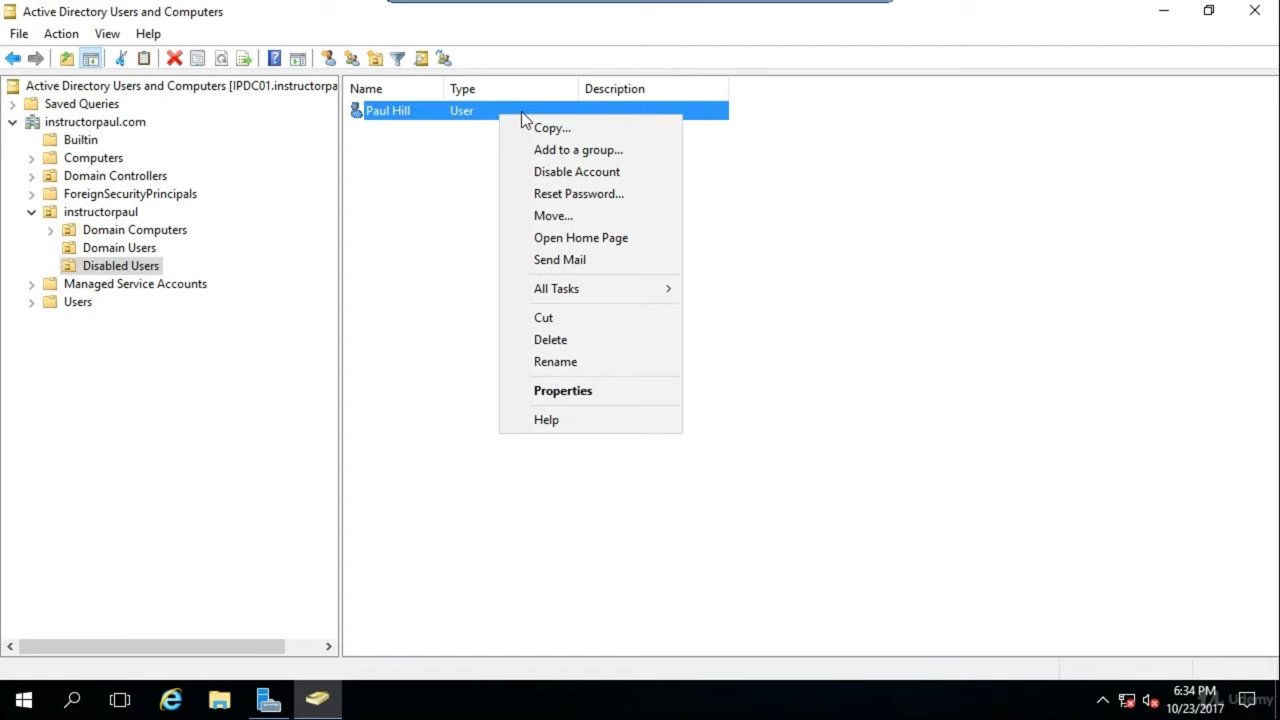 Active Directory Users and Computers
File Action View Help
Active Directory Users and Computers [IPDC01.instructorpa
Saved Queries
instructorpaul.com
Builtin
Computers
Domain Controllers
ForeignSecurityPrincipals
instructorpaul
Domain Computers
Domain Users
Disabled Users
Managed Service Accounts
Users
Name Type Description
Paul Hill User
Copy...
Add to a group...
Disable Account
Reset Password...
Move...
Open Home Page
Send Mail
All Tasks
Cut
Delete
Rename
Properties
Help
6:34 PM
10/23/2017
Udemy